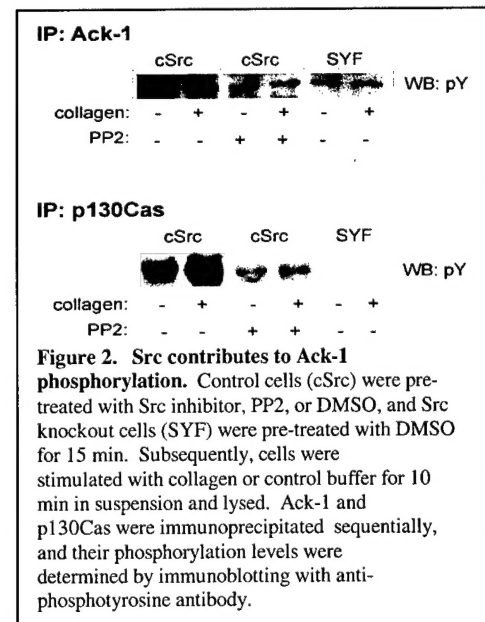 IP: Ack-1
cSrc cSrc SYF
WB: pY
collagen: - + - + - +
PP2: - - + + - -
IP: p130Cas
cSrc cSrc SYF
WB: pY
collagen: - + - + - +
PP2: - - + + - -
Figure 2. Src contributes to Ack-1
phosphorylation. Control cells (cSrc) were pre-
treated with Src inhibitor, PP2, or DMSO, and Src
knockout cells (SYF) were pre-treated with DMSO
for 15 min. Subsequently, cells were
stimulated with collagen or control buffer for 10
min in suspension and lysed. Ack-1 and
p130Cas were immunoprecipitated sequentially,
and their phosphorylation levels were
determined by immunoblotting with anti-
phosphotyrosine antibody.